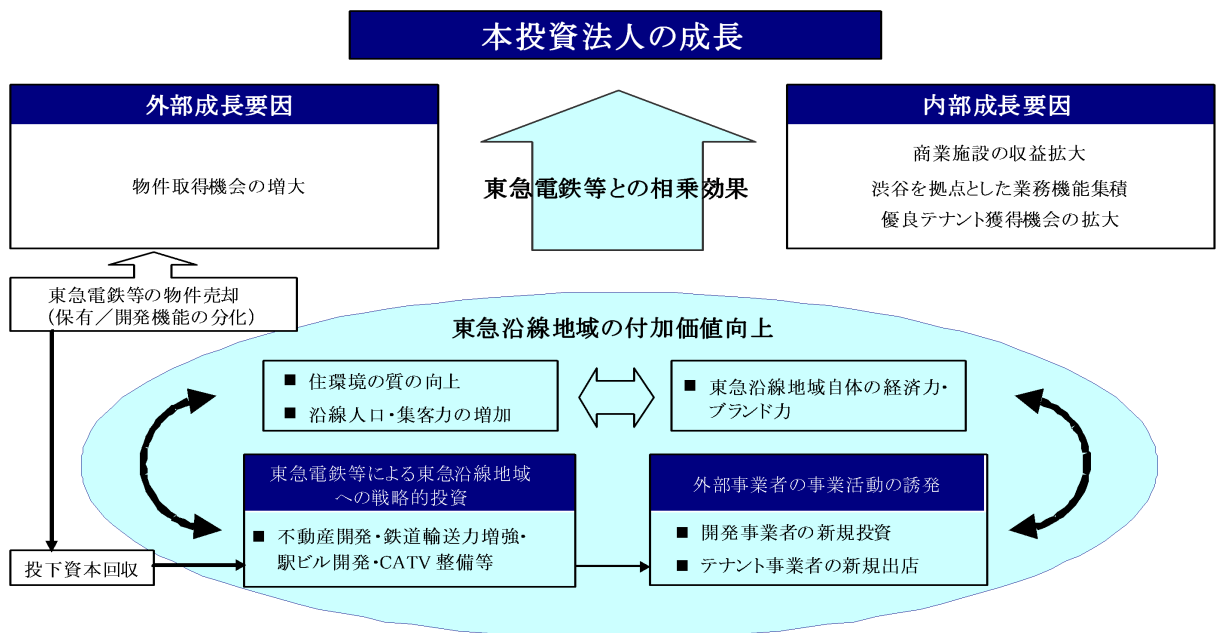 本投資法人の成長
外部成長要因
物件取得機会の増大
東急電鉄等との相乗効果
内部成長要因
商業施設の収益拡大
渋谷を拠点とした業務機能集積
優良テナント獲得機会の拡大
東急電鉄等の物件売却
（保有／開発機能の分化）
東急沿線地域の付加価値向上
■ 住環境の質の向上
■ 沿線人口・集客力の増加
■ 東急沿線地域自体の経済力・
ブランド力
東急電鉄等による東急沿線地域
への戦略的投資
■ 不動産開発・鉄道輸送力増強・
駅ビル開発・CATV 整備等
外部事業者の事業活動の誘発
■ 開発事業者の新規投資
■ テナント事業者の新規出店
投下資本回収